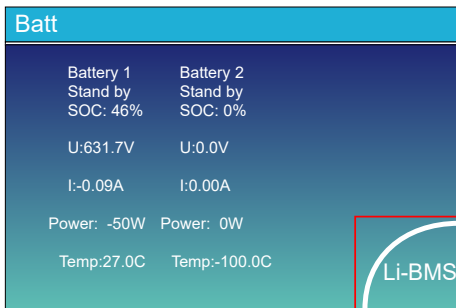 Batt
Battery 1 Battery 2
Stand by Stand by
SOC: 46% SOC: 0%
U:631.7V U:0.0V
I:-0.09A I:0.00A
Power: -50W Power: 0W
Temp:27.0C Temp:-100.0C
Li-BMS